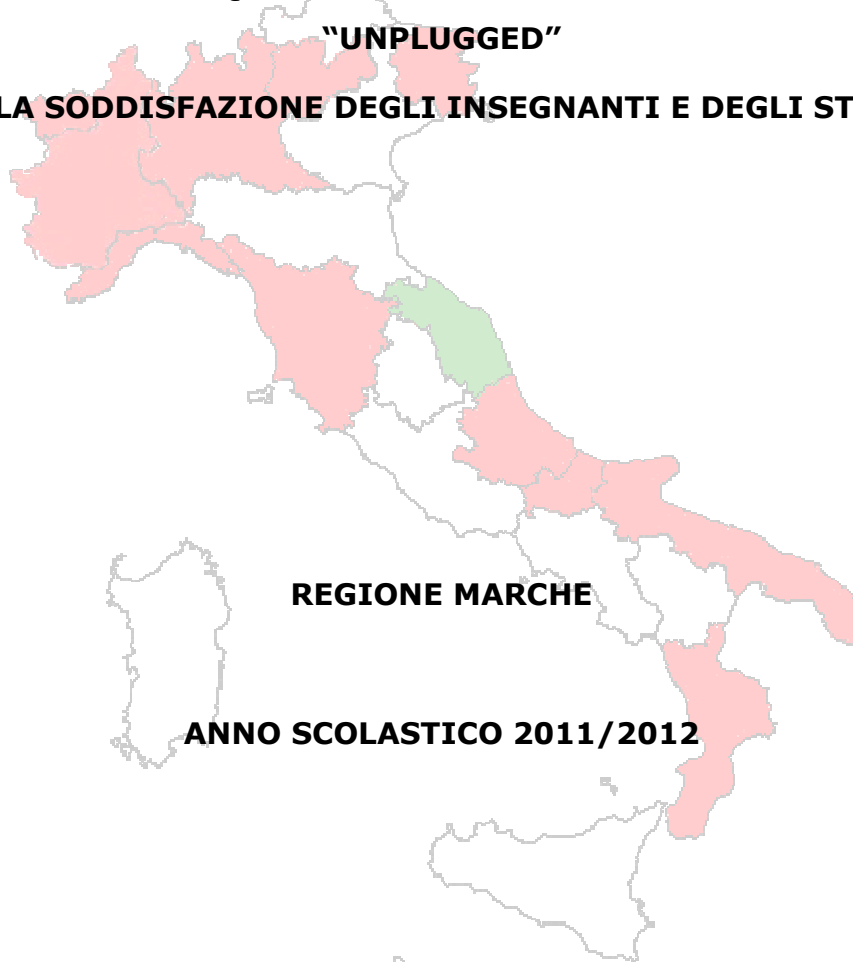 “UNPLUGGED”
LA SODDISFAZIONE DEGLI INSEGNANTI E DEGLI ST
REGIONE MARCHE
ANNO SCOLASTICO 2011/2012